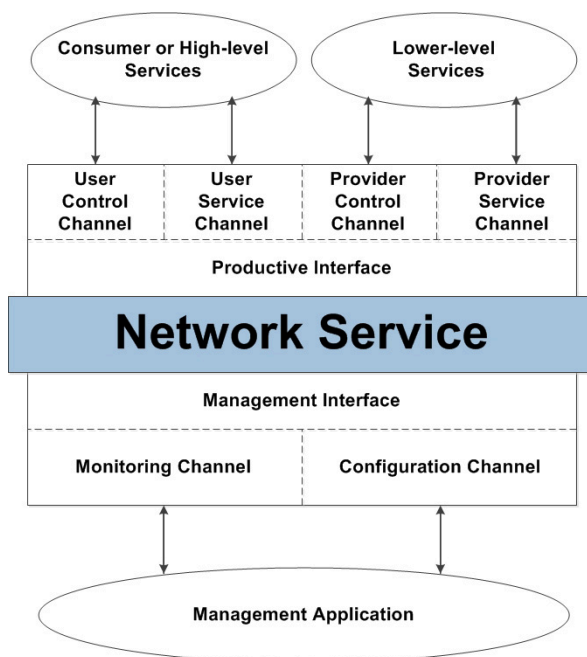 Consumer or High-level
Services
Lower-level
Services
User
Control
Channel
User
Service
Channel
Provider
Control
Channel
Provider
Service
Channel
Productive Interface
Network Service
Management Interface
Monitoring Channel
Configuration Channel
Management Application